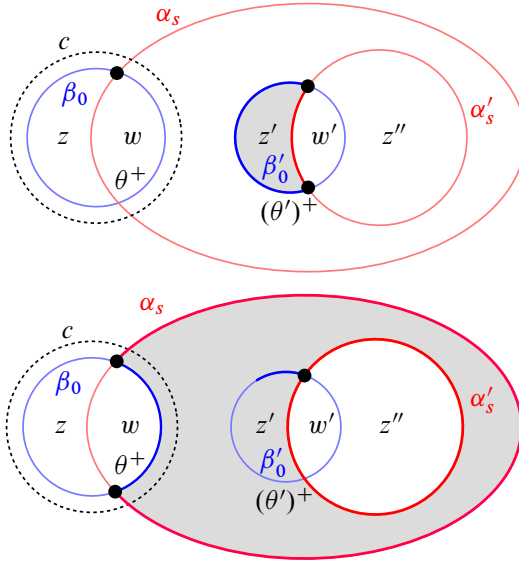 α_s
c
β_0
α'_s
z w z' w' z''
β'_0
θ^+
(θ')^+
α_s
c
β_0
α'_s
z w z' w' z''
β'_0
θ^+
(θ')^+